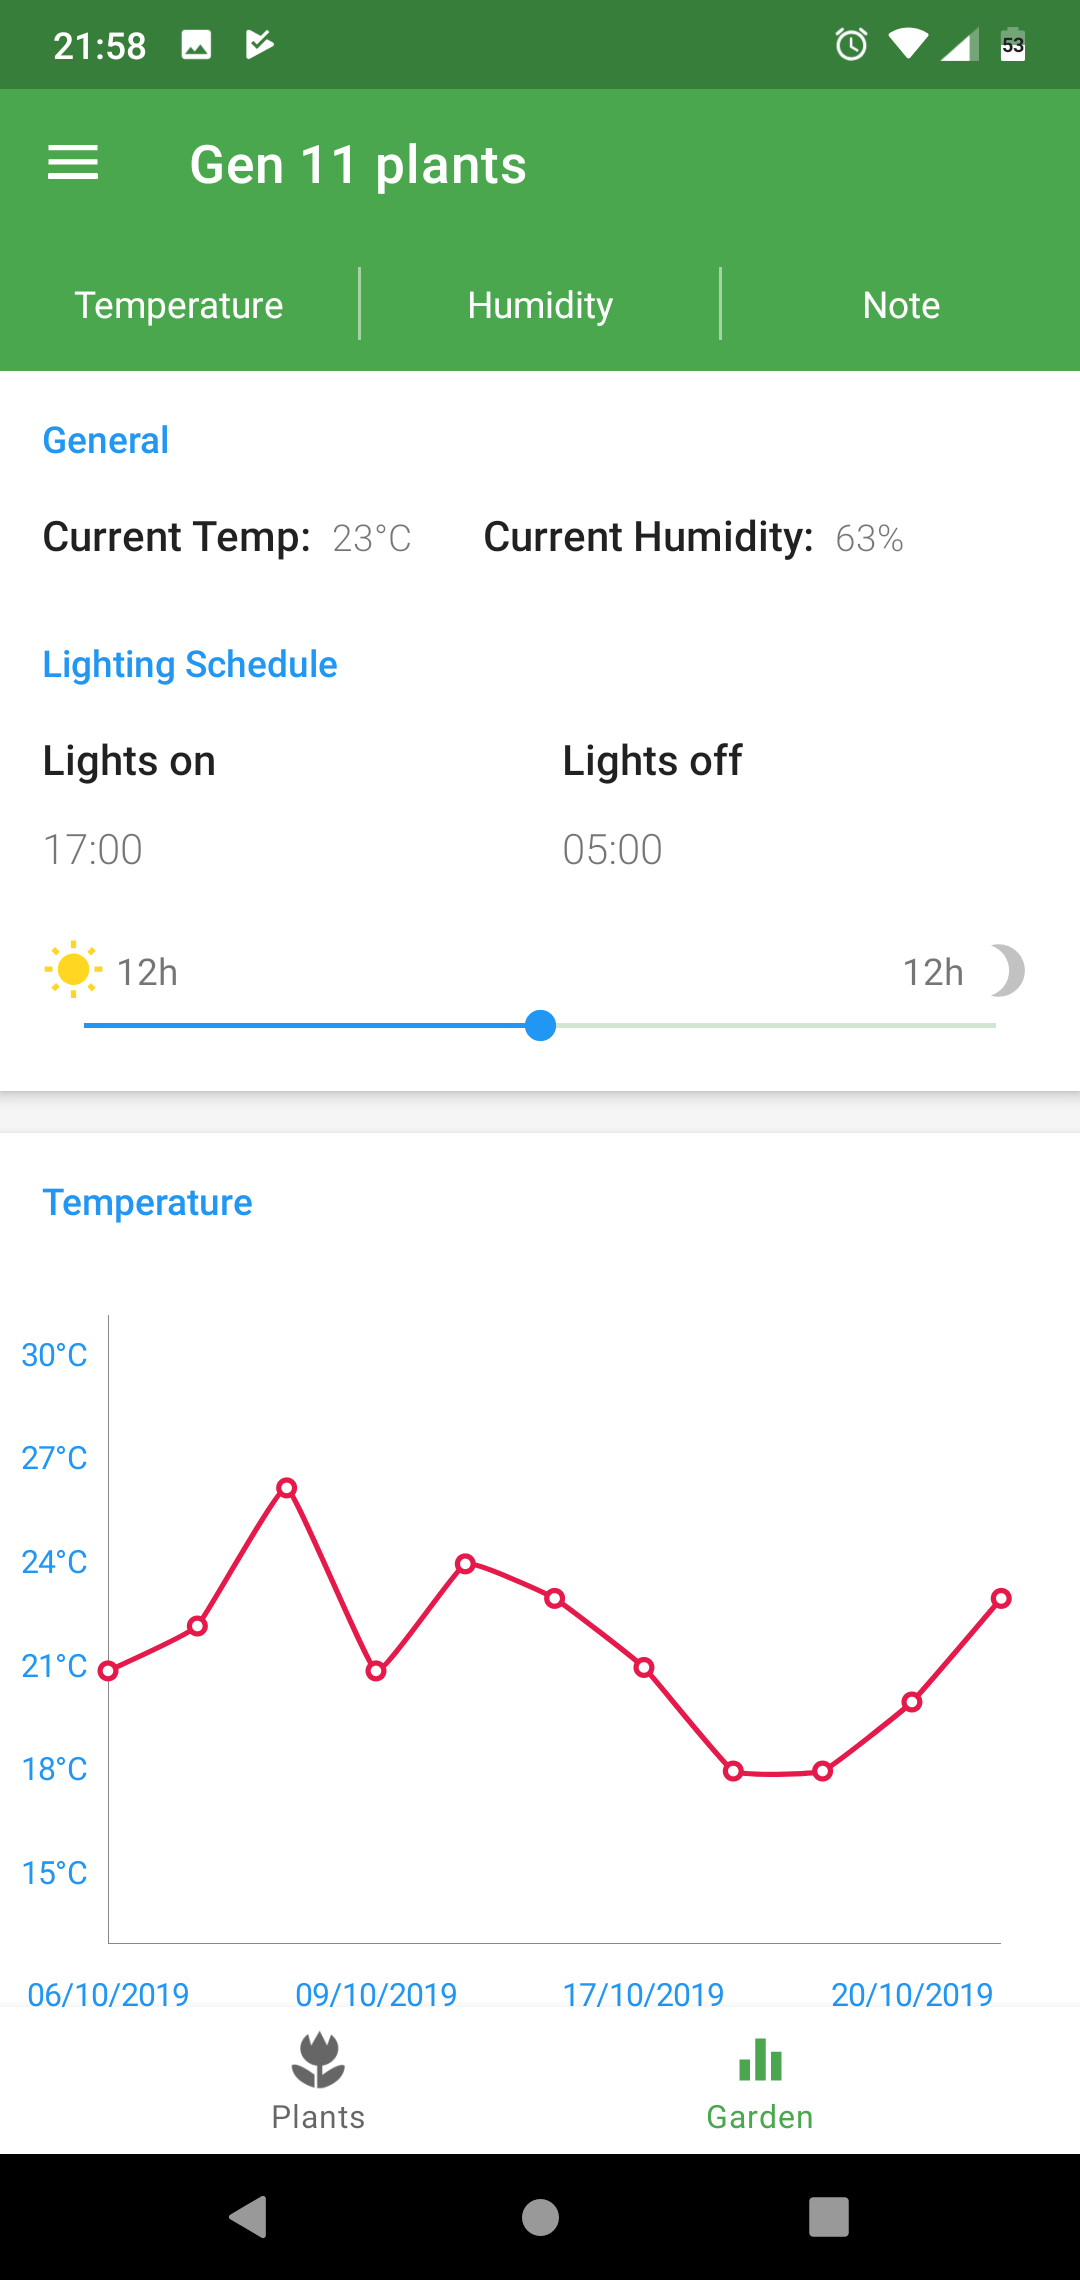 21:58 53
Gen 11 plants
Temperature Humidity Note
General
Current Temp: 23°C Current Humidity: 63%
Lighting Schedule
Lights on Lights off
17:00 05:00
12h 12h
Temperature
30°C
27°C
24°C
21°C
18°C
15°C
06/10/2019 09/10/2019 17/10/2019 20/10/2019
Plants Garden